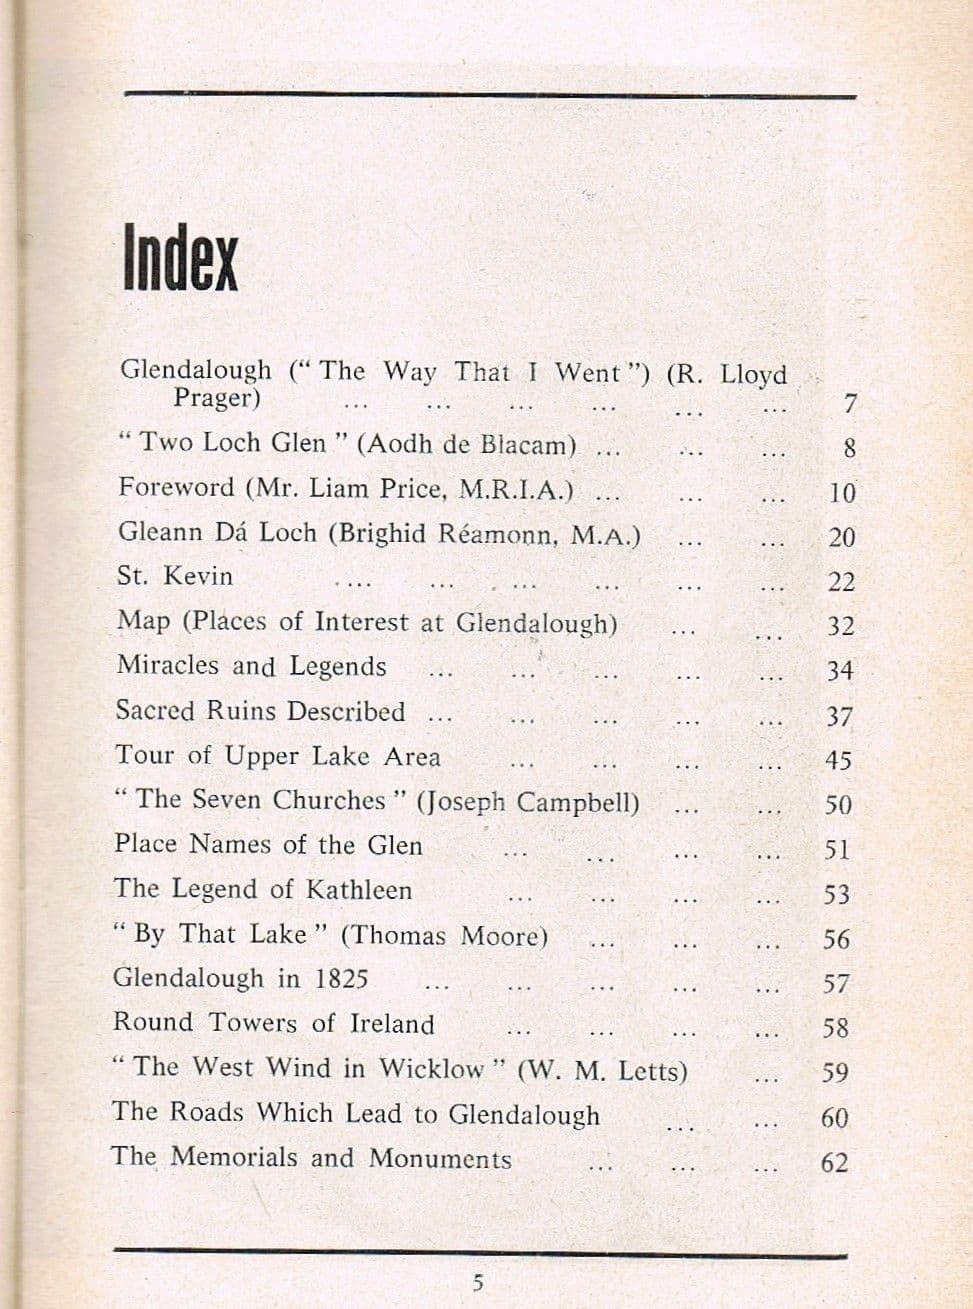 Index
Glendalough (“ The Way That I Went ”) (R. Lloyd
Prager) ... ... ... ... ... ... 7
“ Two Loch Glen ” (Aodh de Blacam) ... ... ... 8
Foreword (Mr. Liam Price, M.R.I.A.) ... ... ... 10
Gleann Dá Loch (Brighid Réamonn, M.A.) ... ... 20
St. Kevin ... ... ... ... ... ... 22
Map (Places of Interest at Glendalough) ... ... 32
Miracles and Legends ... ... ... ... ... 34
Sacred Ruins Described ... ... ... ... ... 37
Tour of Upper Lake Area ... ... ... ... 45
“ The Seven Churches ” (Joseph Campbell) ... ... 50
Place Names of the Glen ... ... ... ... 51
The Legend of Kathleen ... ... ... ... 53
“ By That Lake ” (Thomas Moore) ... ... ... 56
Glendalough in 1825 ... ... ... ... ... 57
Round Towers of Ireland ... ... ... ... 58
“ The West Wind in Wicklow ” (W. M. Letts) ... 59
The Roads Which Lead to Glendalough ... ... 60
The Memorials and Monuments ... ... ... 62
5